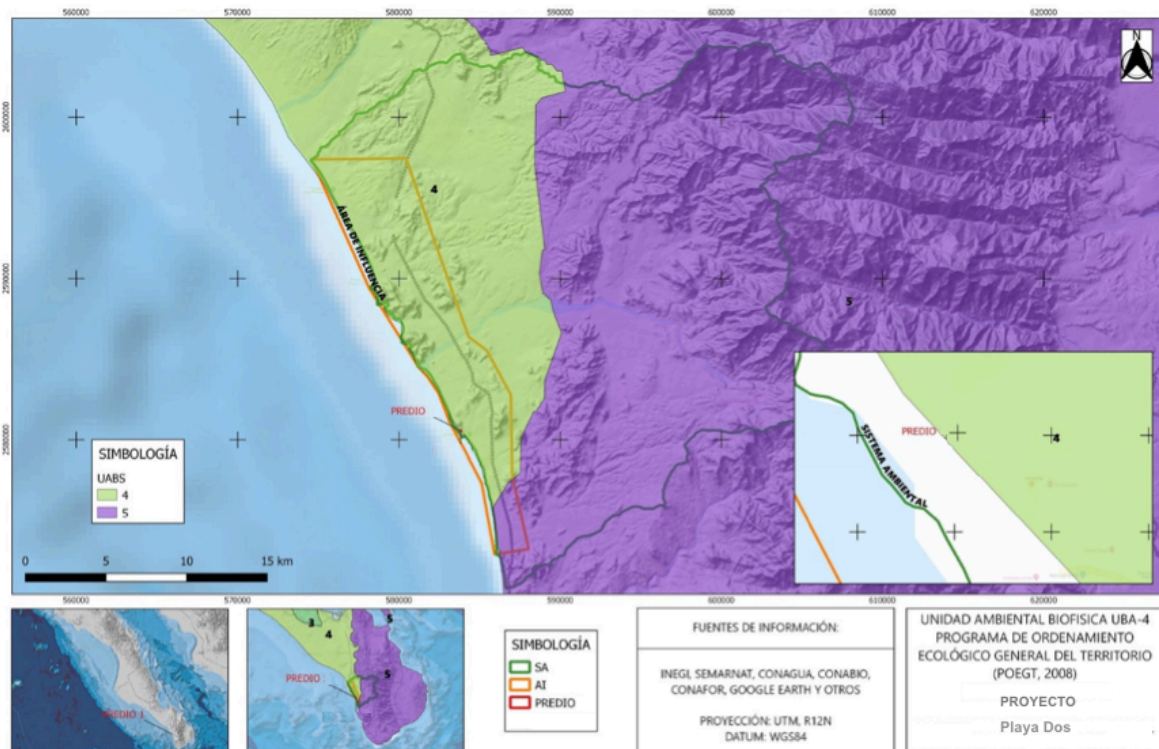 560000 570000 580000 590000 600000 610000 620000
N
2600000
2600000
4
ÁREA DE INFLUENCIA
2590000
2590000
5
PREDIO
2580000
2580000
PREDIO
4
SISTEMA AMBIENTAL
SIMBOLOGÍA
UABS
4
5
0 5 10 15 km
560000 570000 580000 590000 600000 610000 620000
PREDIO 1
3
4
5
5
PREDIO
SIMBOLOGÍA
SA
AI
PREDIO
FUENTES DE INFORMACIÓN:
INEGI, SEMARNAT, CONAGUA, CONABIO,
CONAFOR, GOOGLE EARTH Y OTROS
PROYECCIÓN: UTM, R12N
DATUM: WGS84
UNIDAD AMBIENTAL BIOFISICA UBA-4
PROGRAMA DE ORDENAMIENTO
ECOLÓGICO GENERAL DEL TERRITORIO
(POEGT, 2008)
PROYECTO
Playa Dos